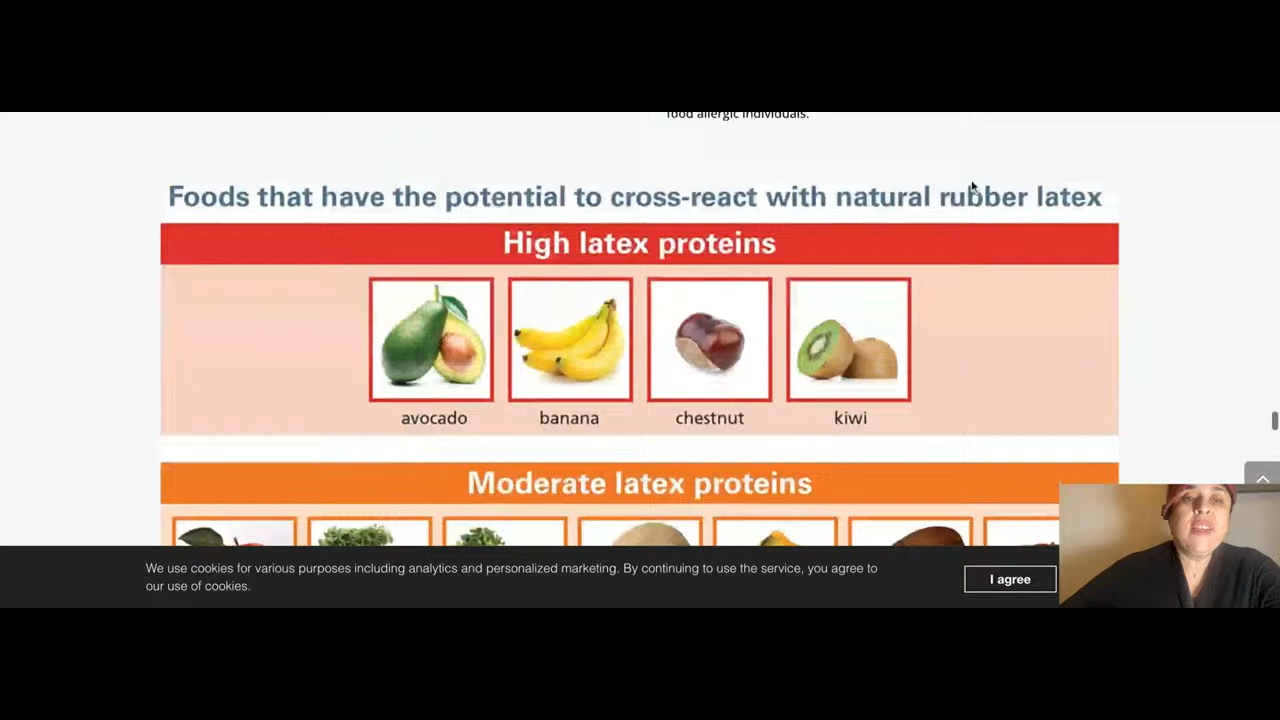 food allergic individuals.
Foods that have the potential to cross-react with natural rubber latex
High latex proteins
avocado
banana
chestnut
kiwi
Moderate latex proteins
We use cookies for various purposes including analytics and personalized marketing. By continuing to use the service, you agree to
our use of cookies.
I agree